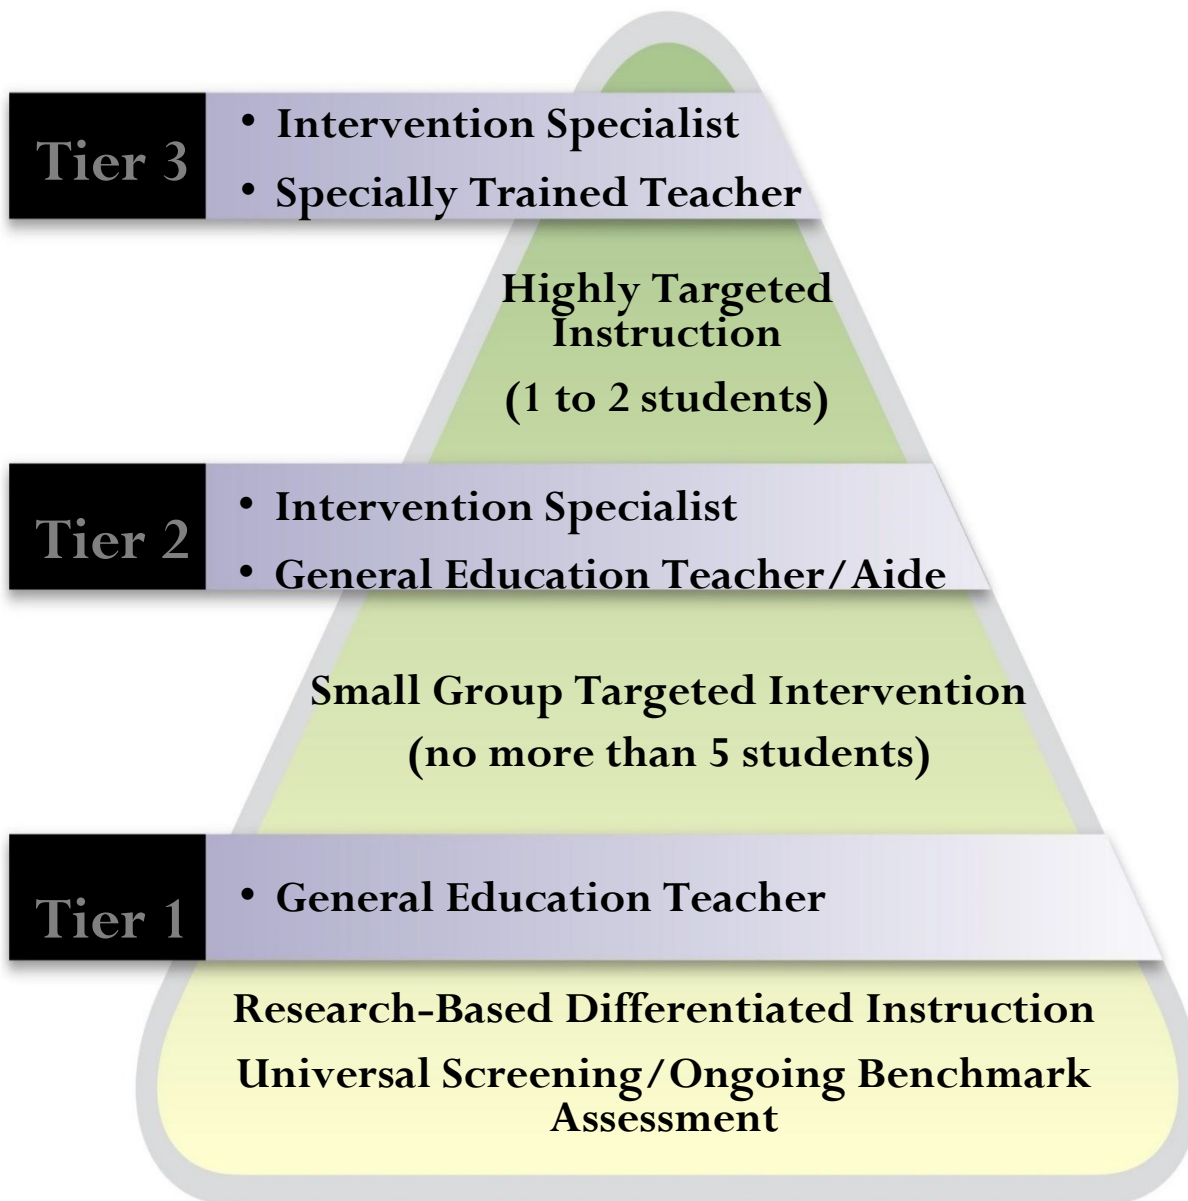 Tier 3
• Intervention Specialist
• Specially Trained Teacher
Highly Targeted
Instruction
(1 to 2 students)
Tier 2
• Intervention Specialist
• General Education Teacher/Aide
Small Group Targeted Intervention
(no more than 5 students)
Tier 1
• General Education Teacher
Research-Based Differentiated Instruction
Universal Screening/Ongoing Benchmark
Assessment